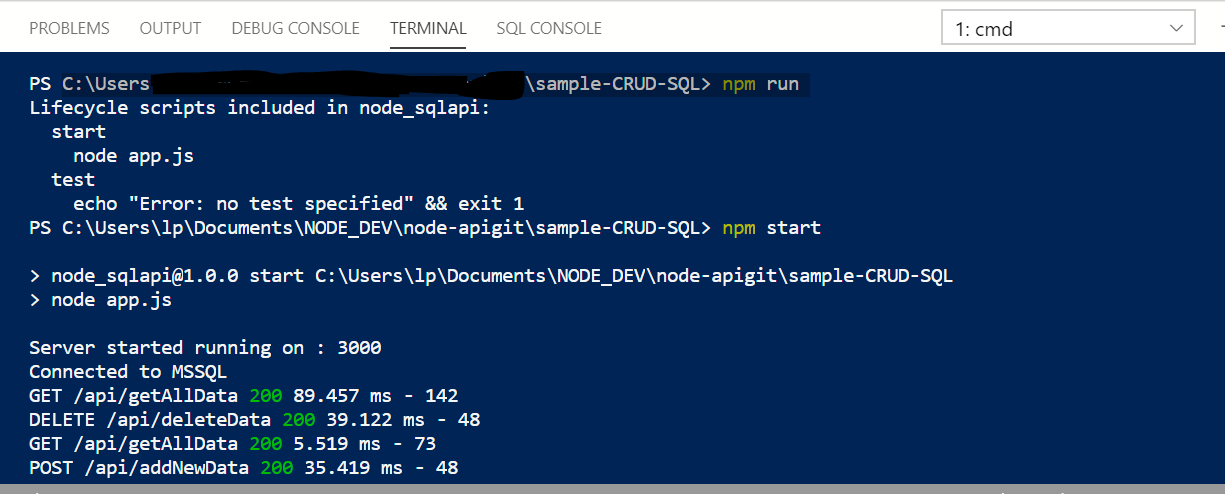 PROBLEMS OUTPUT DEBUG CONSOLE TERMINAL SQL CONSOLE 1: cmd
PS C:\Users \sample-CRUD-SQL> npm run
Lifecycle scripts included in node_sqlapi:
start
node app.js
test
echo "Error: no test specified" && exit 1
PS C:\Users\lp\Documents\NODE_DEV\node-apigit\sample-CRUD-SQL> npm start
> node_sqlapi@1.0.0 start C:\Users\lp\Documents\NODE_DEV\node-apigit\sample-CRUD-SQL
> node app.js
Server started running on : 3000
Connected to MSSQL
GET /api/getAllData 200 89.457 ms - 142
DELETE /api/deleteData 200 39.122 ms - 48
GET /api/getAllData 200 5.519 ms - 73
POST /api/addNewData 200 35.419 ms - 48